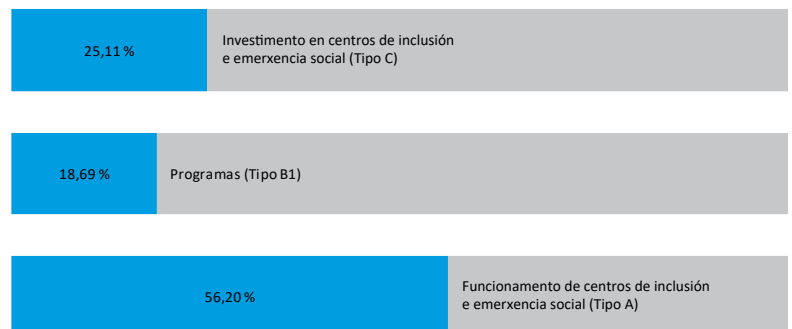 25,11 %
Investimento en centros de inclusión
e emerxencia social (Tipo C)
18,69 %
Programas (Tipo B1)
56,20 %
Funcionamento de centros de inclusión
e emerxencia social (Tipo A)